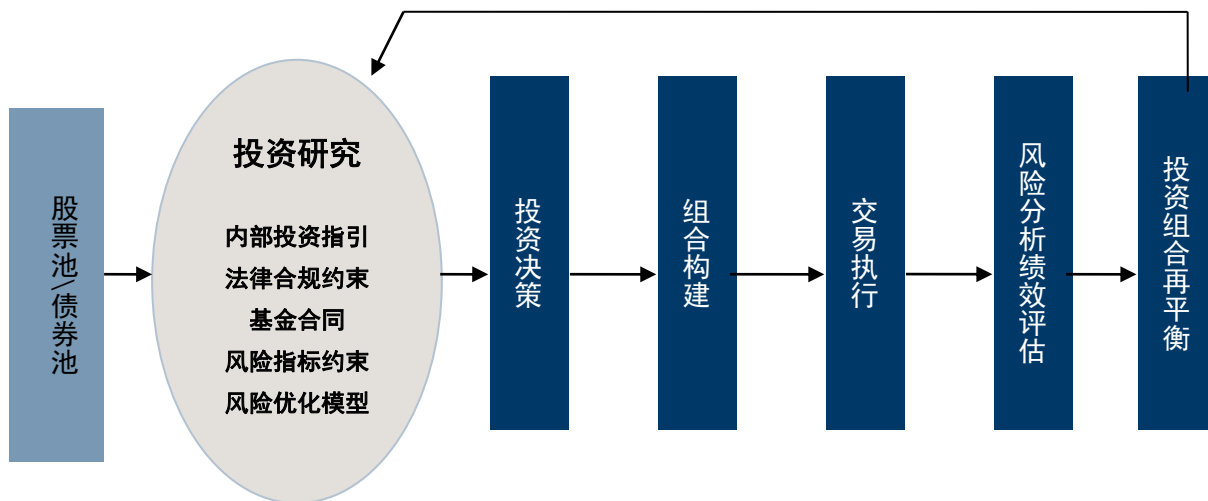 股票池\债券池
投资研究
内部投资指引
法律合规约束
基金合同
风险指标约束
风险优化模型
投资决策
组合构建
交易执行
风险分析绩效评估
投资组合再平衡